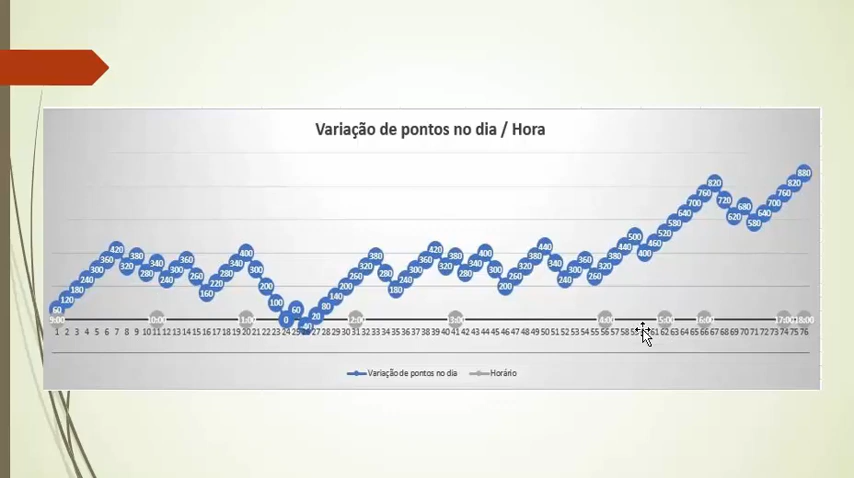 Variação de pontos no dia / Hora
60 120 180 240 300 360 420 320 380 280 340 240 300 360 260 160 220 280 340 400 300 200 100 0 60 -40 20 80 140 200 260 320 380 280 180 240 300 360 420 320 380 280 340 400 300 200 260 320 380 440 340 240 300 360 260 320 380 440 500 400 460 520 580 640 700 760 820 720 620 680 580 640 700 760 820 880
9:00 10:00 1:00 2:00 3:00 4:00 5:00 6:00 17:00 18:00
1 2 3 4 5 6 7 8 9 10 11 12 13 14 15 16 17 18 19 20 21 22 23 24 25 26 27 28 29 30 31 32 33 34 35 36 37 38 39 40 41 42 43 44 45 46 47 48 49 50 51 52 53 54 55 56 57 58 61 62 63 64 65 66 67 68 69 70 71 72 73 74 75 76
Variação de pontos no dia Horário